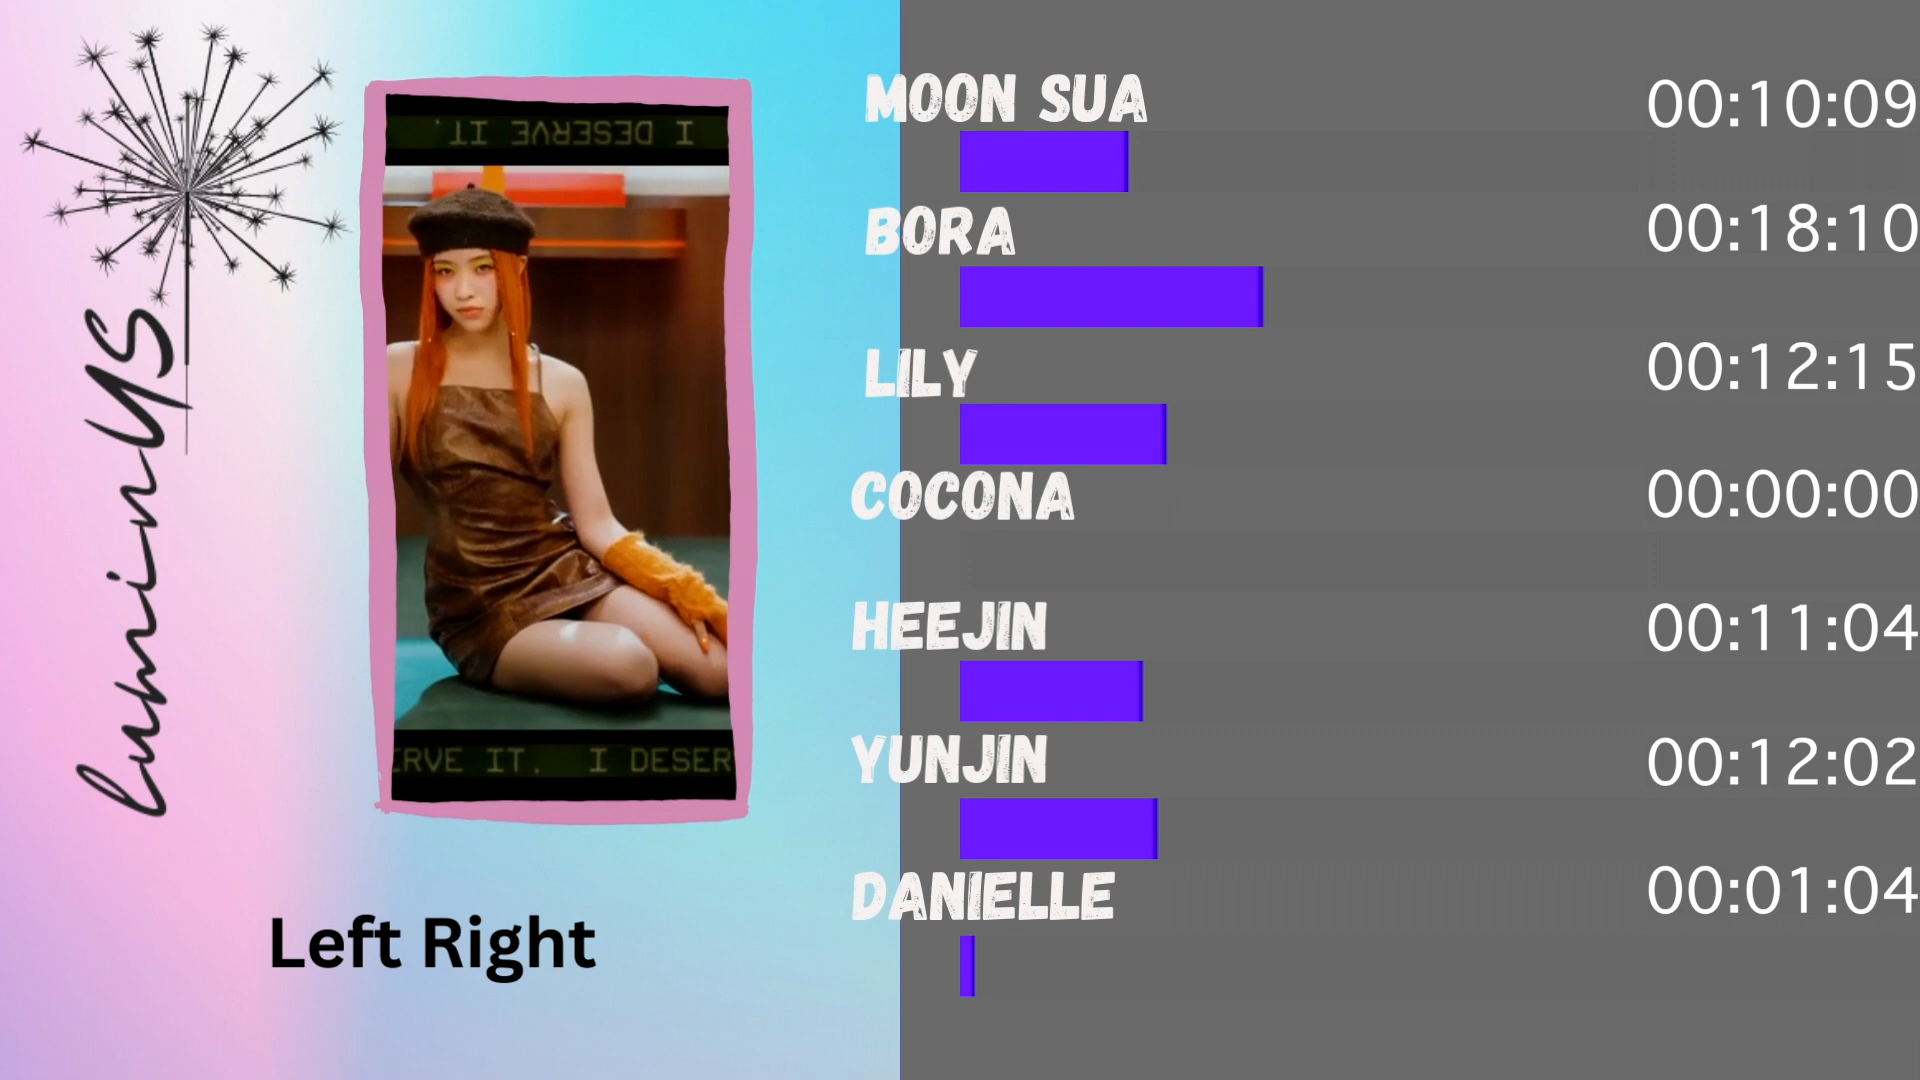 luminUS
I DESERVE IT.
ERVE IT. I DESER
Left Right
MOON SUA
00:10:09
BORA
00:18:10
LILY
00:12:15
COCONA
00:00:00
HEEJIN
00:11:04
YUNJIN
00:12:02
DANIELLE
00:01:04